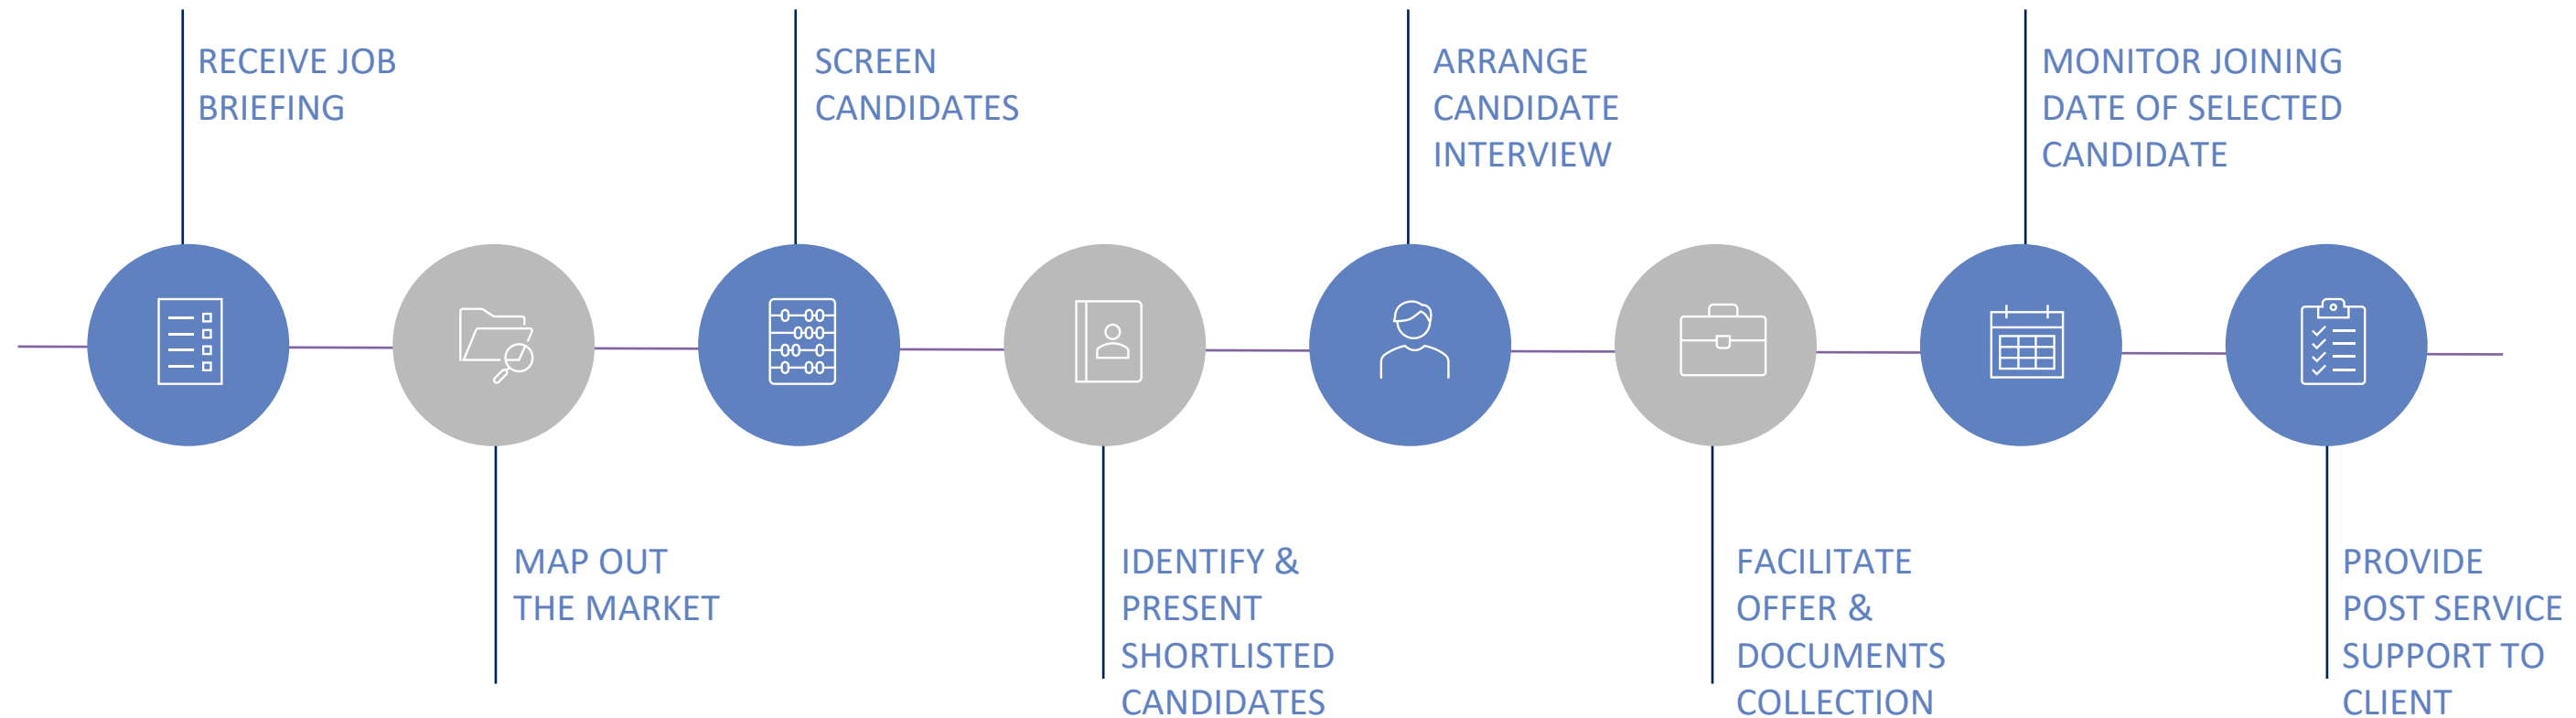 RECEIVE JOB
BRIEFING
MAP OUT
THE MARKET
SCREEN
CANDIDATES
IDENTIFY &
PRESENT
SHORTLISTED
CANDIDATES
ARRANGE
CANDIDATE
INTERVIEW
FACILITATE
OFFER &
DOCUMENTS
COLLECTION
MONITOR JOINING
DATE OF SELECTED
CANDIDATE
PROVIDE
POST SERVICE
SUPPORT TO
CLIENT